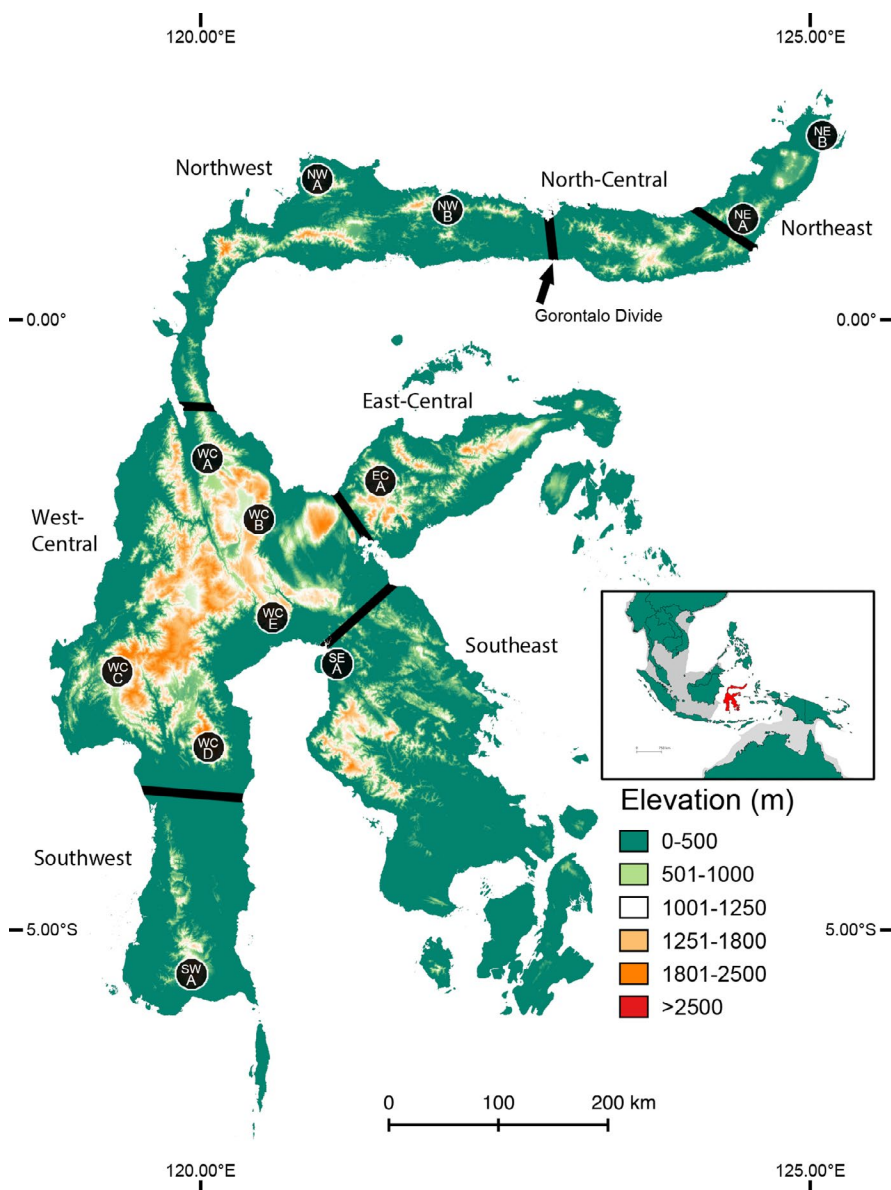 120.00°E
125.00°E
NE
B
Northwest
NW
A
North-Central
NW
B
NE
A
Northeast
Gorontalo Divide
0.00°
0.00°
East-Central
WC
A
EC
A
WC
B
West-
Central
WC
E
Southeast
SE
A
WC
C
WC
D
Elevation (m)
0-500
501-1000
1001-1250
1251-1800
1801-2500
>2500
Southwest
5.00°S
5.00°S
SW
A
0
100
200 km
120.00°E
125.00°E